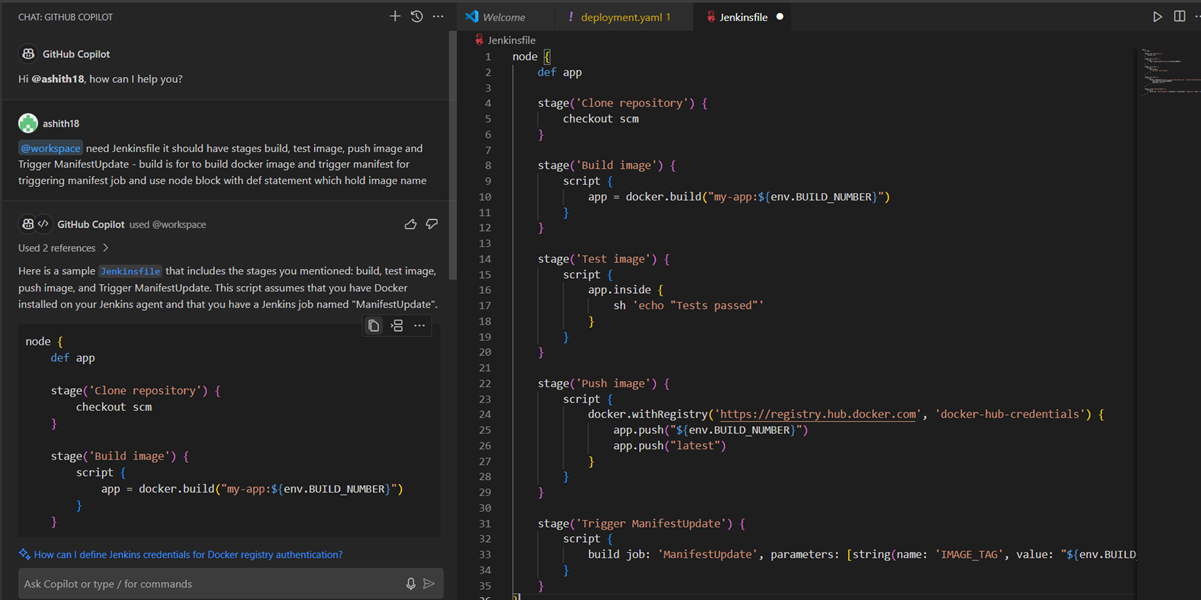 CHAT: GITHUB COPILOT
GitHub Copilot
Hi @ashith18, how can I help you?
ashith18
@workspace need Jenkinsfile it should have stages build, test image, push image and
Trigger ManifestUpdate - build is for to build docker image and trigger manifest for
triggering manifest job and use node block with def statement which hold image name
GitHub Copilot used @workspace
Used 2 references
Here is a sample Jenkinsfile that includes the stages you mentioned: build, test image,
push image, and Trigger ManifestUpdate. This script assumes that you have Docker
installed on your Jenkins agent and that you have a Jenkins job named "ManifestUpdate".
node {
def app
stage('Clone repository') {
checkout scm
}
stage('Build image') {
script {
app = docker.build("my-app:${env.BUILD_NUMBER}")
}
}
How can I define Jenkins credentials for Docker registry authentication?
Ask Copilot or type / for commands
Welcome
! deployment.yaml 1
Jenkinsfile
Jenkinsfile
1 node {
2 def app
3
4 stage('Clone repository') {
5 checkout scm
6 }
7
8 stage('Build image') {
9 script {
10 app = docker.build("my-app:${env.BUILD_NUMBER}")
11 }
12 }
13
14 stage('Test image') {
15 script {
16 app.inside {
17 sh 'echo "Tests passed"'
18 }
19 }
20 }
21
22 stage('Push image') {
23 script {
24 docker.withRegistry('https://registry.hub.docker.com', 'docker-hub-credentials') {
25 app.push("${env.BUILD_NUMBER}")
26 app.push("latest")
27 }
28 }
29 }
30
31 stage('Trigger ManifestUpdate') {
32 script {
33 build job: 'ManifestUpdate', parameters: [string(name: 'IMAGE_TAG', value: "${env.BUILD_
34 }
35 }
36 }